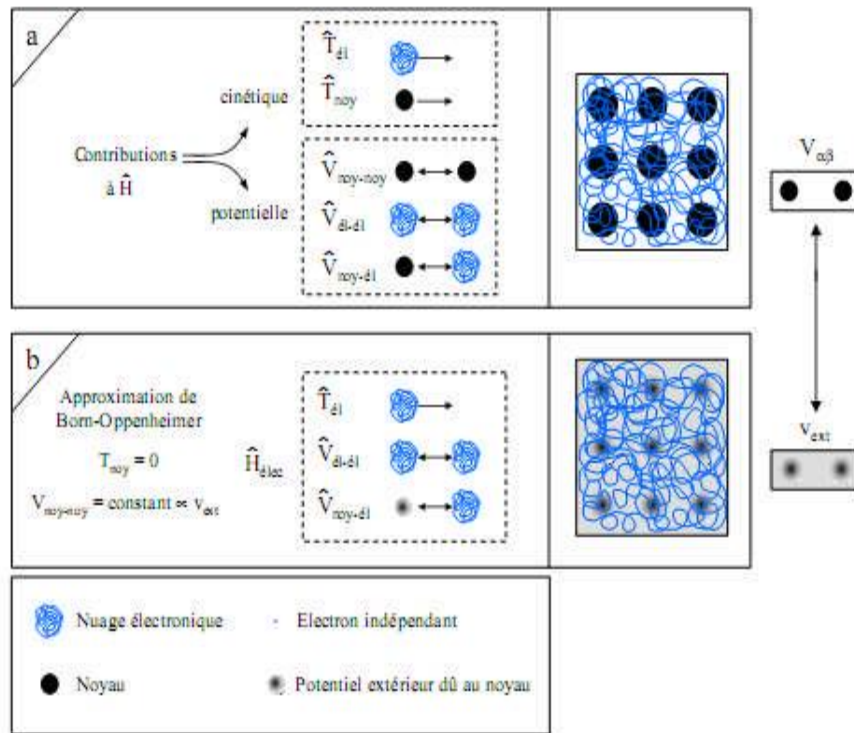 a
T̂él
cinétique
T̂noy
Contributions
à Ĥ
potentielle
V̂noy-noy
V̂él-él
V̂noy-él
Vαβ
b
Approximation de
Born-Oppenheimer
Tnoy = 0
Vnoy-noy = constant ∝ vext
Ĥélec
T̂él
V̂él-él
V̂noy-él
vext
Nuage électronique
Electron indépendant
Noyau
Potentiel extérieur dû au noyau